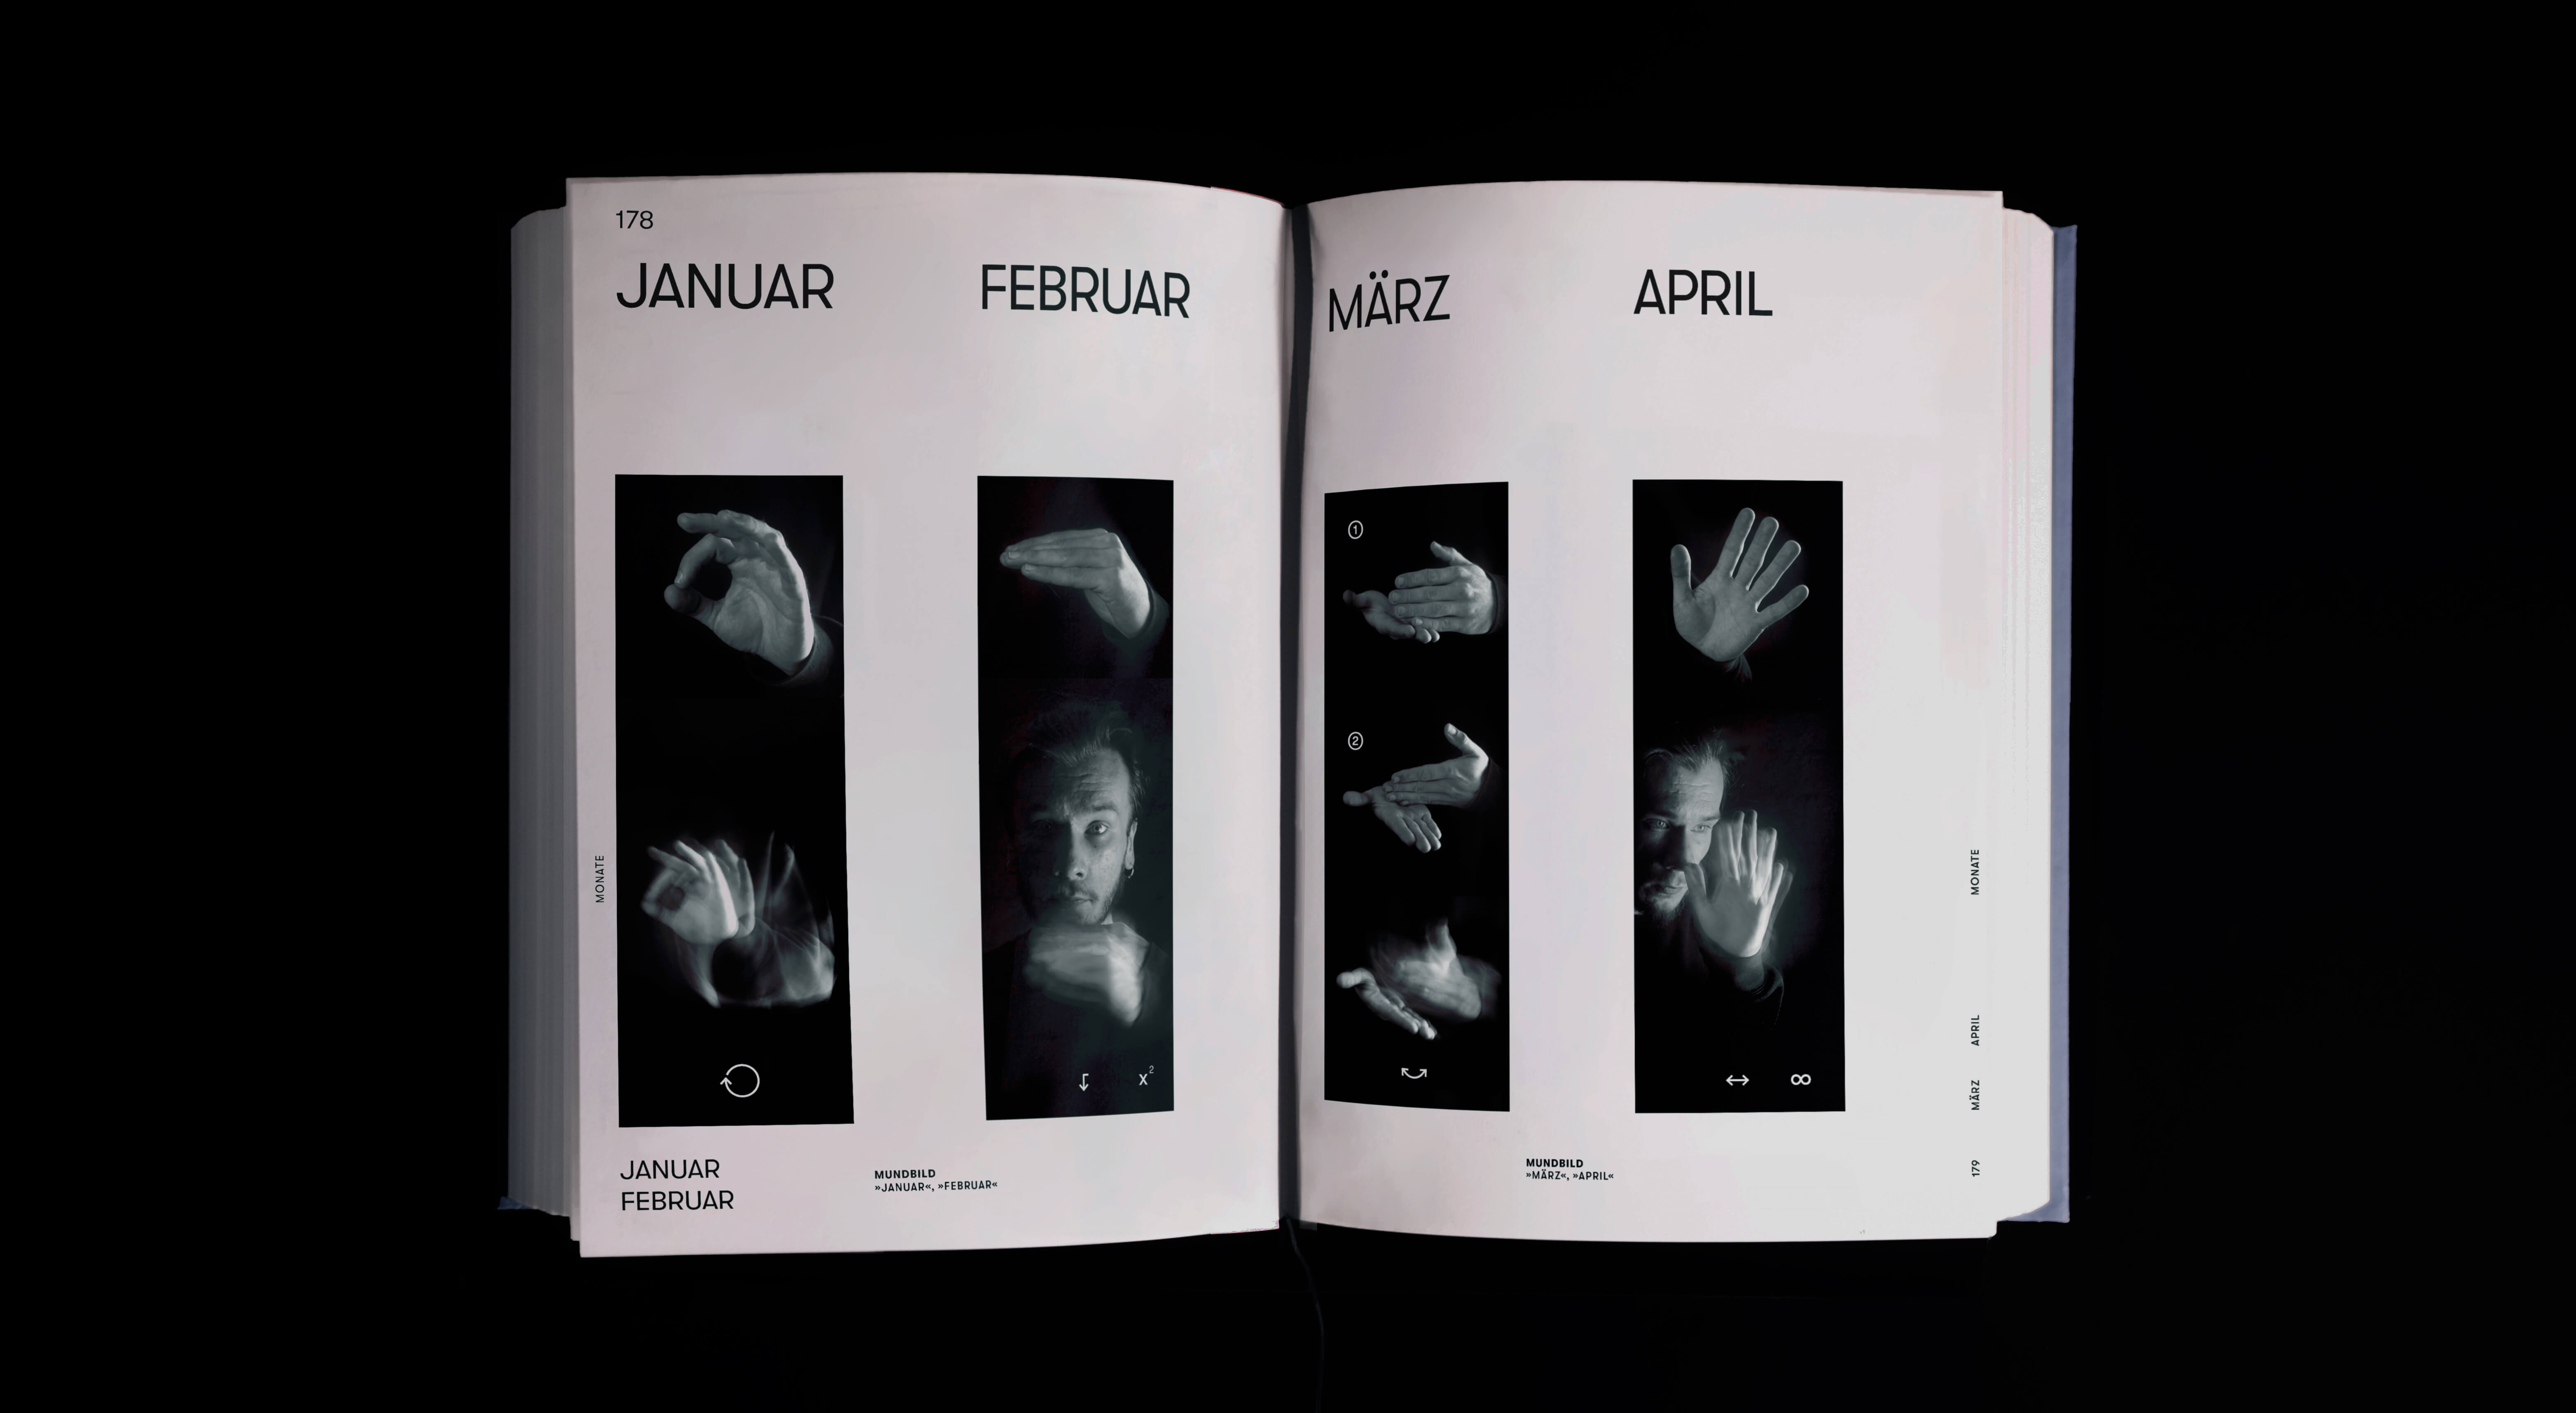 178
JANUAR
FEBRUAR
x²
MONATE
JANUAR
FEBRUAR
MUNDBILD
»JANUAR«, »FEBRUAR«
MÄRZ
APRIL
①
②
∞
MUNDBILD
»MÄRZ«, »APRIL«
MONATE
APRIL
MÄRZ
179